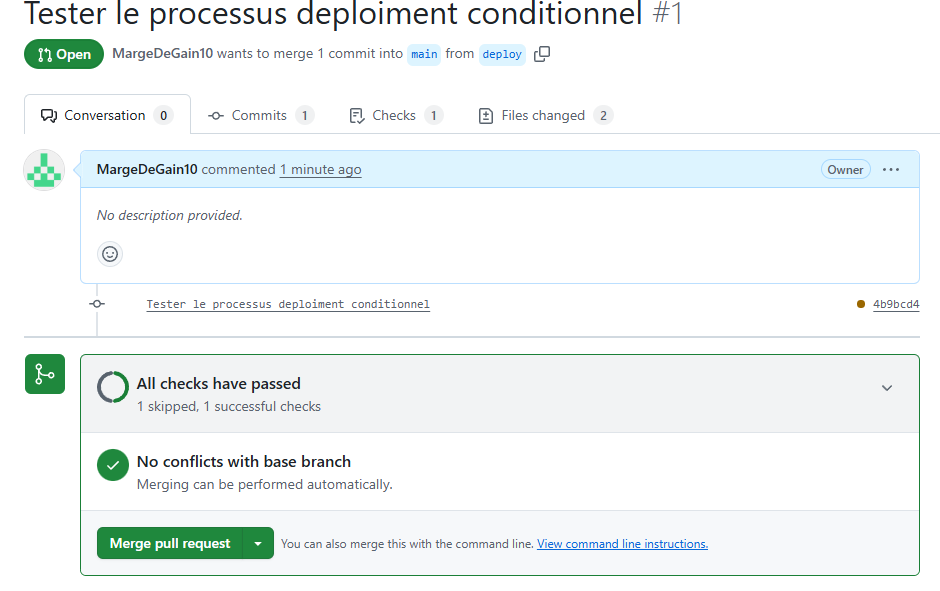 Tester le processus deploiment conditionnel #1
Open MargeDeGain10 wants to merge 1 commit into main from deploy
Conversation 0 Commits 1 Checks 1 Files changed 2
MargeDeGain10 commented 1 minute ago Owner
No description provided.
Tester le processus deploiment conditionnel 4b9bcd4
All checks have passed
1 skipped, 1 successful checks
No conflicts with base branch
Merging can be performed automatically.
Merge pull request You can also merge this with the command line. View command line instructions.